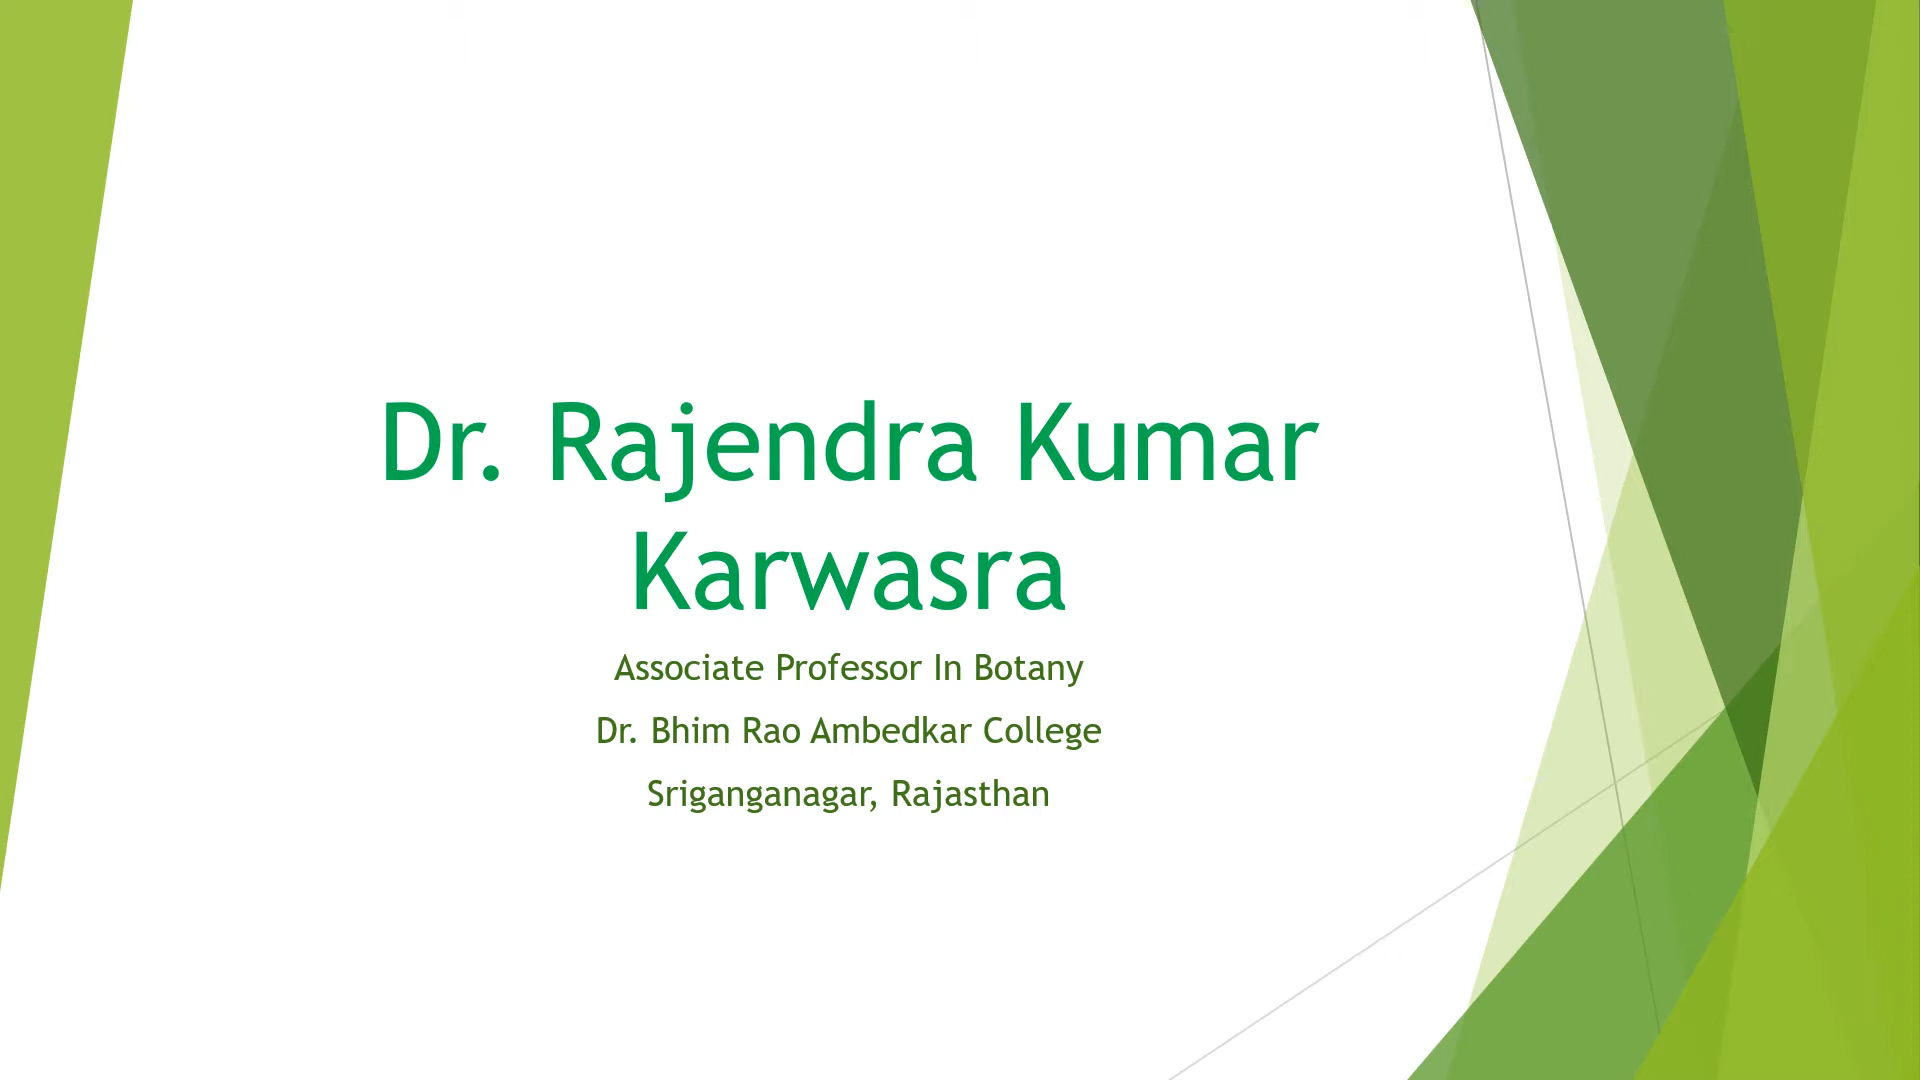 Dr. Rajendra Kumar
Karwasra
Associate Professor In Botany
Dr. Bhim Rao Ambedkar College
Sriganganagar, Rajasthan